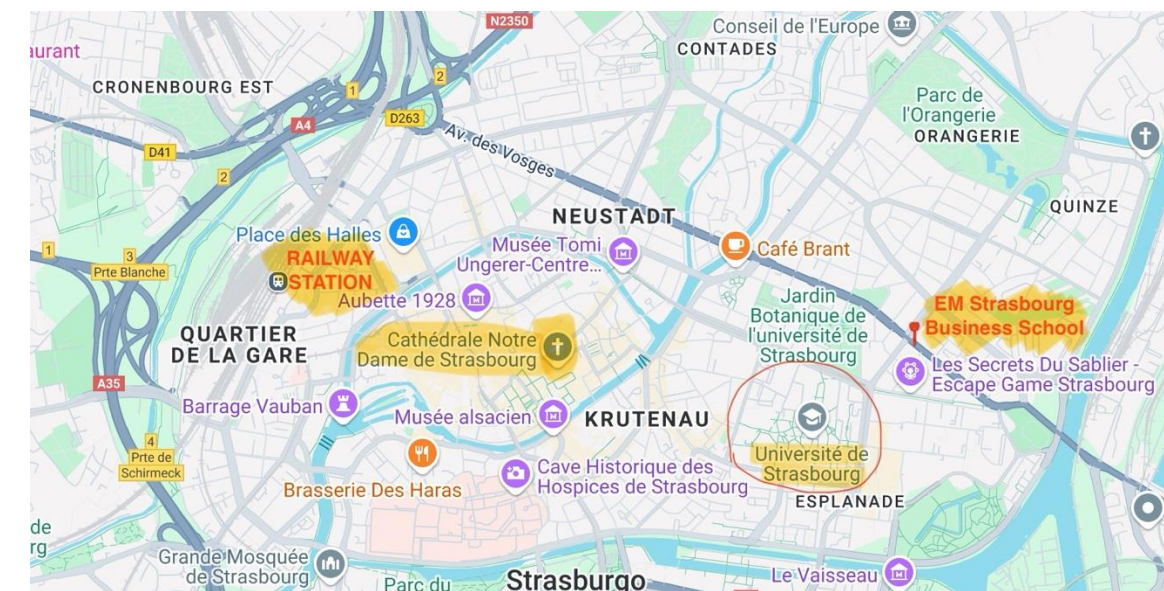 N2350
Conseil de l'Europe
CONTADES
aurant
CRONENBOURG EST
2
1
D263
A4
Parc de
l'Orangerie
ORANGERIE
D41
Av. des Vosges
2
QUINZE
NEUSTADT
Place des Halles
Musée Tomi
Ungerer-Centre...
Café Brant
1
3
Prte Blanche
RAILWAY
STATION
Aubette 1928
Jardin
Botanique de
l'université de
Strasbourg
EM Strasbourg
Business School
QUARTIER
DE LA GARE
Cathédrale Notre
Dame de Strasbourg
Les Secrets Du Sablier -
Escape Game Strasbourg
A35
Barrage Vauban
Musée alsacien
KRUTENAU
4
Prte de
Schirmeck
Université de
Strasbourg
Brasserie Des Haras
Cave Historique des
Hospices de Strasbourg
ESPLANADE
de
rg
Grande Mosquée
de Strasbourg
Parc du
Strasburgo
Le Vaisseau